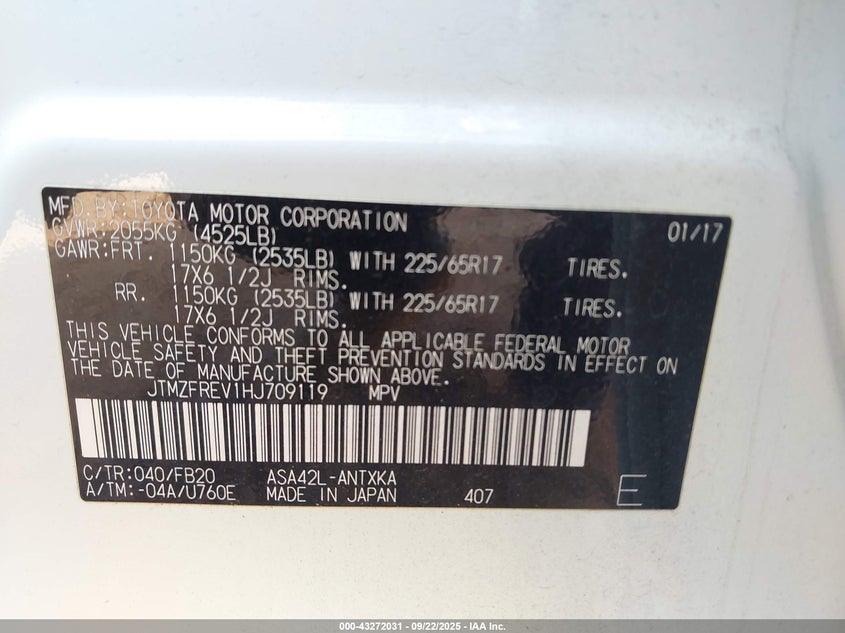 MFD.BY:TOYOTA MOTOR CORPORATION 01/17
GVWR:2055KG (4525LB)
GAWR:FRT. 1150KG (2535LB) WITH 225/65R17 TIRES.
17X6 1/2J RIMS.
RR. 1150KG (2535LB) WITH 225/65R17 TIRES.
17X6 1/2J RIMS.
THIS VEHICLE CONFORMS TO ALL APPLICABLE FEDERAL MOTOR
VEHICLE SAFETY AND THEFT PREVENTION STANDARDS IN EFFECT ON
THE DATE OF MANUFACTURE SHOWN ABOVE.
JTMZFREV1HJ709119 MPV
C/TR:040/FB20 ASA42L-ANTXKA
A/TM:-04A/U760E MADE IN JAPAN 407 E
000-43272031 - 09/22/2025 - IAA Inc.